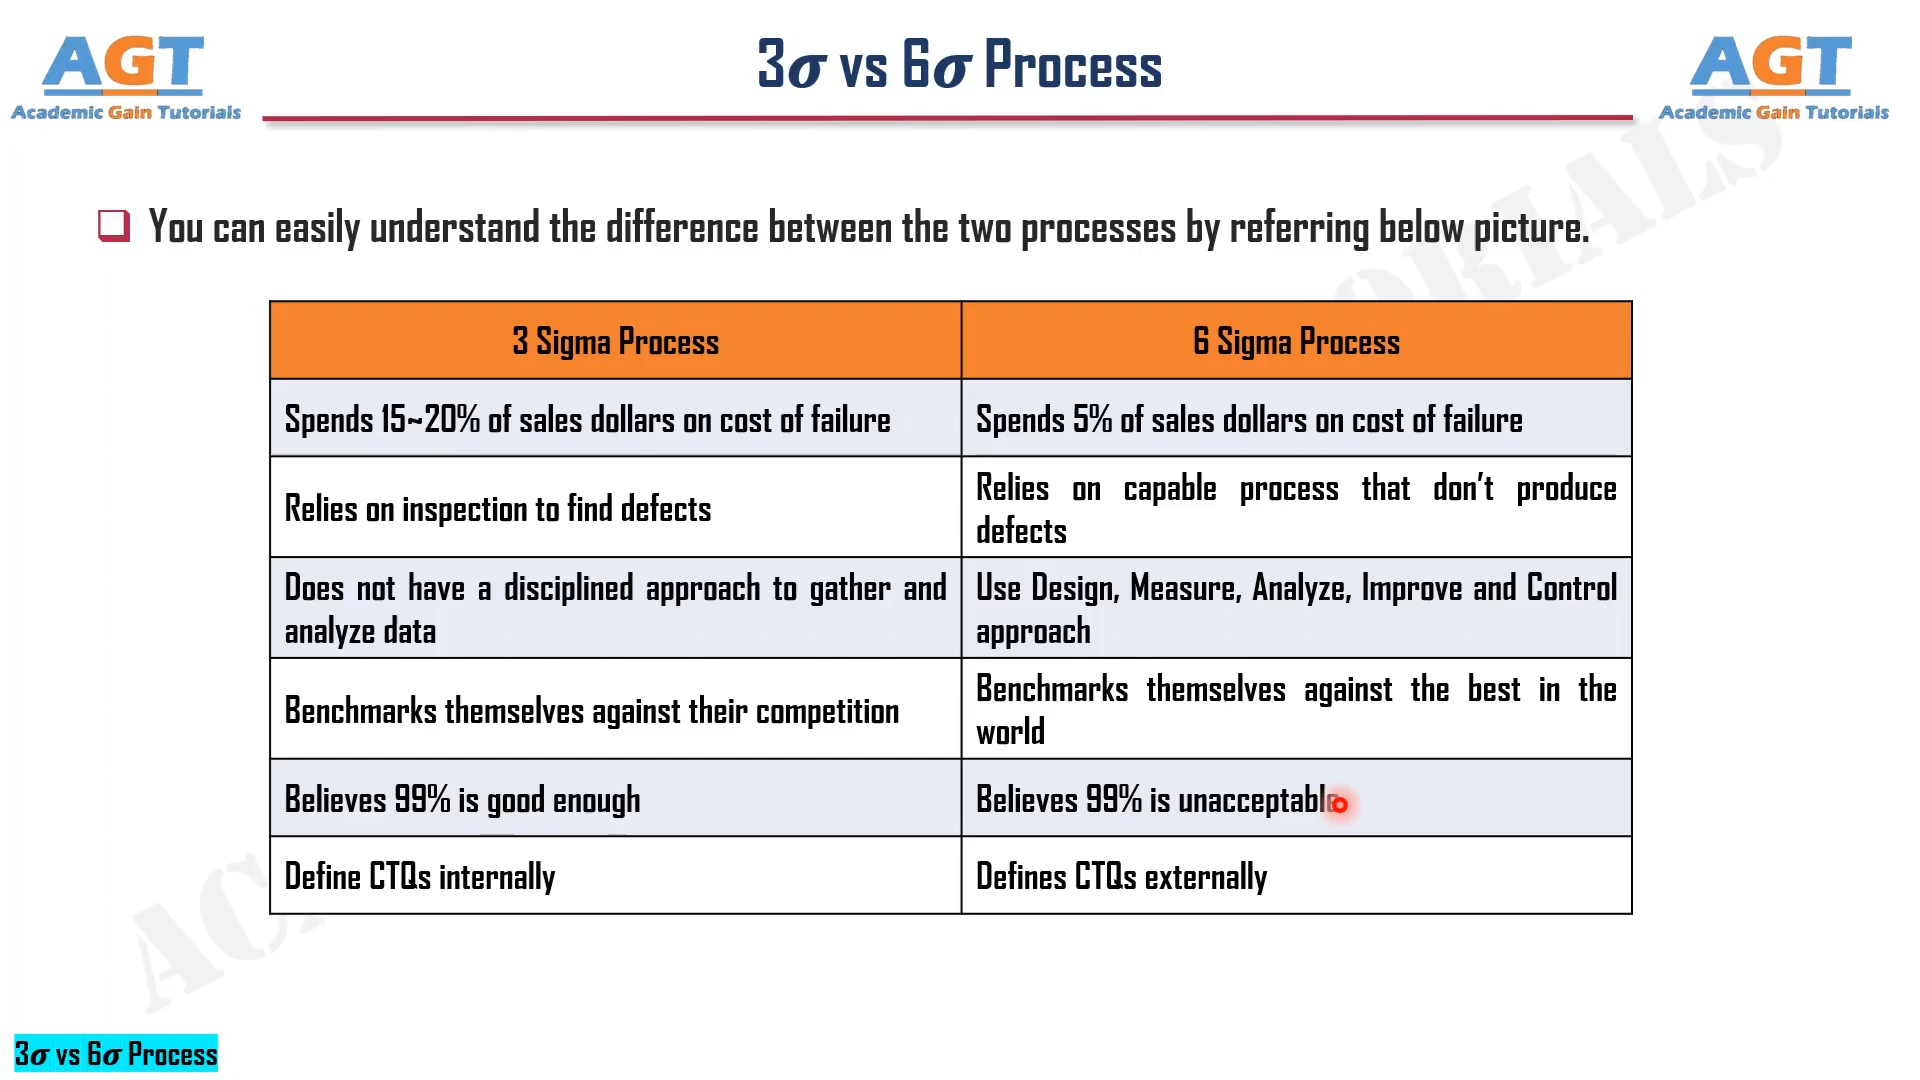 AGT
Academic Gain Tutorials
3σ vs 6σ Process
AGT
Academic Gain Tutorials
You can easily understand the difference between the two processes by referring below picture.
3 Sigma Process
6 Sigma Process
Spends 15~20% of sales dollars on cost of failure
Spends 5% of sales dollars on cost of failure
Relies on inspection to find defects
Relies on capable process that don't produce
defects
Does not have a disciplined approach to gather and
analyze data
Use Design, Measure, Analyze, Improve and Control
approach
Benchmarks themselves against their competition
Benchmarks themselves against the best in the
world
Believes 99% is good enough
Believes 99% is unacceptable
Define CTQs internally
Defines CTQs externally
3σ vs 6σ Process